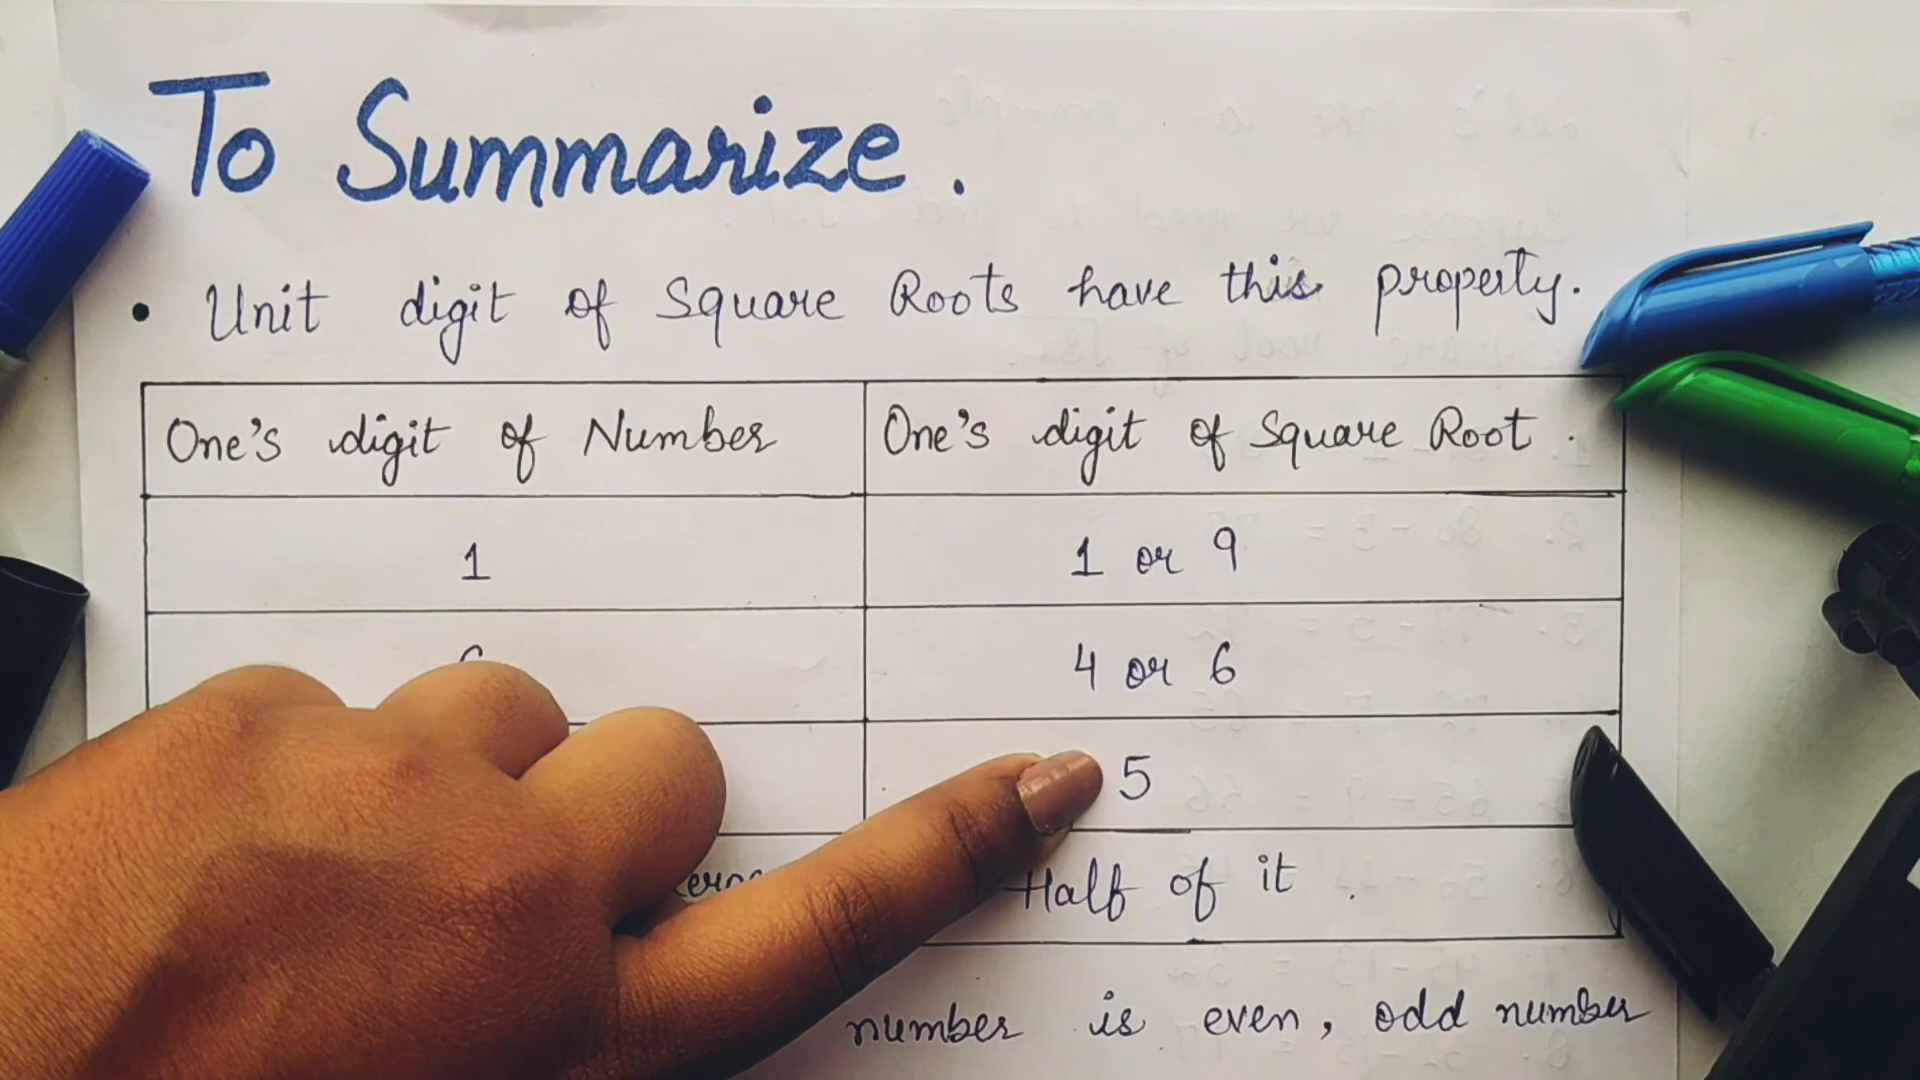 To Summarize.
• Unit digit of Square Roots have this property.
One's digit of Number One's digit of Square Root.
1 1 or 9
4 or 6
5
Half of it.
number is even, odd number